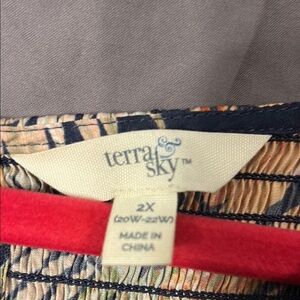 terra
sky™
2X
(20W-22W)
MADE IN
CHINA